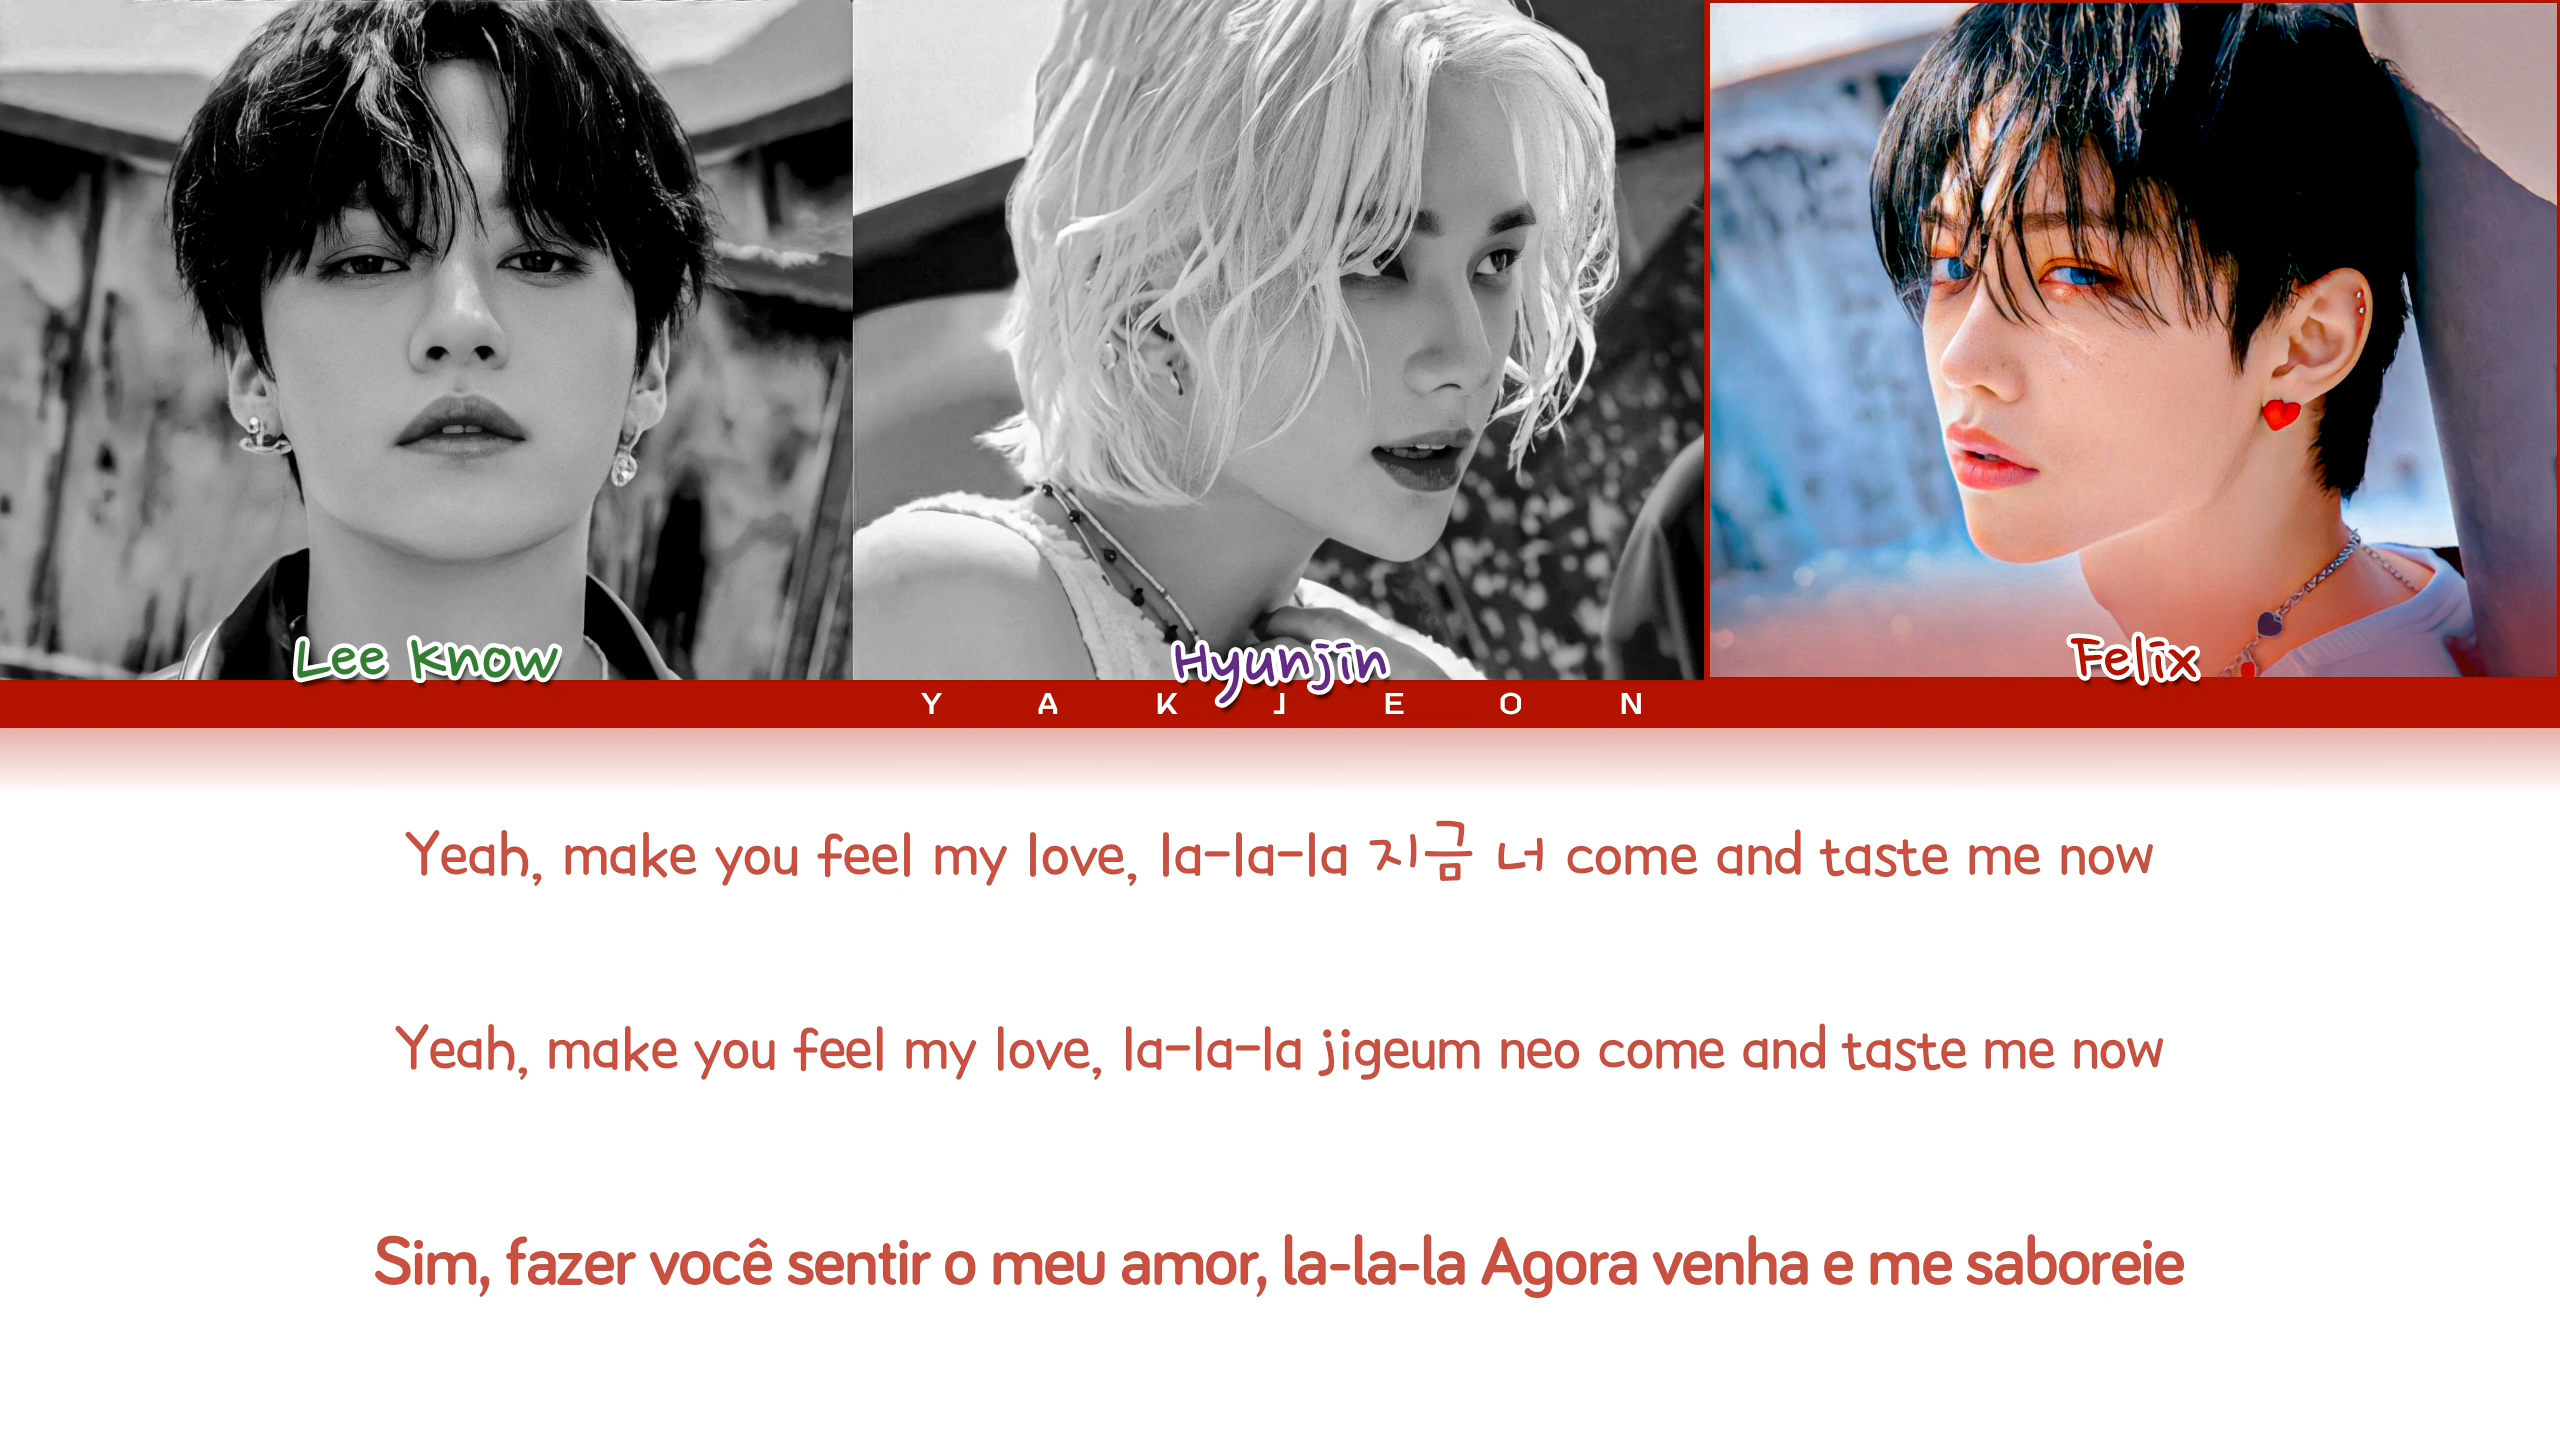 Lee Know
Hyunjin
Felix
YAKJEON
Yeah, make you feel my love, la-la-la 지금 너 come and taste me now
Yeah, make you feel my love, la-la-la jigeum neo come and taste me now
Sim, fazer você sentir o meu amor, la-la-la Agora venha e me saboreie